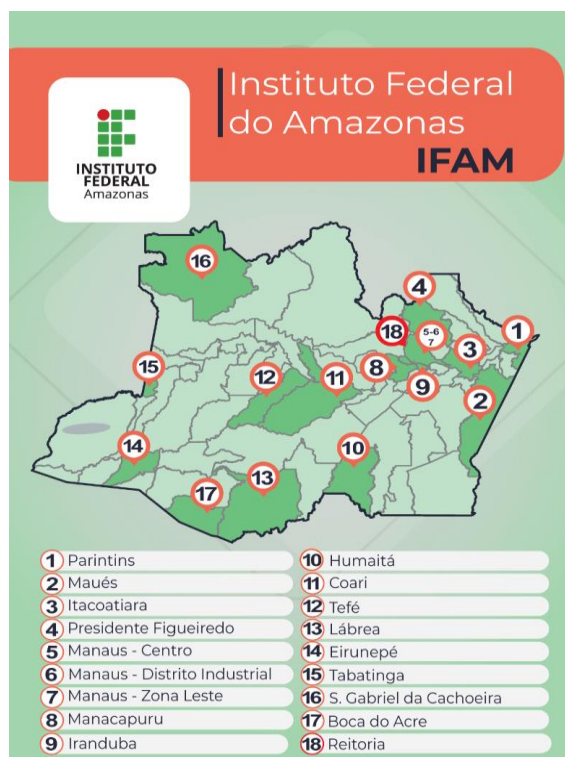 Instituto Federal
do Amazonas
IFAM
INSTITUTO
FEDERAL
Amazonas
16
4
18
5-6
7
1
3
15
12
11
8
9
2
14
10
17
13
1 Parintins
2 Maués
3 Itacoatiara
4 Presidente Figueiredo
5 Manaus - Centro
6 Manaus - Distrito Industrial
7 Manaus - Zona Leste
8 Manacapuru
9 Iranduba
10 Humaitá
11 Coari
12 Tefé
13 Lábrea
14 Eirunepé
15 Tabatinga
16 S. Gabriel da Cachoeira
17 Boca do Acre
18 Reitoria